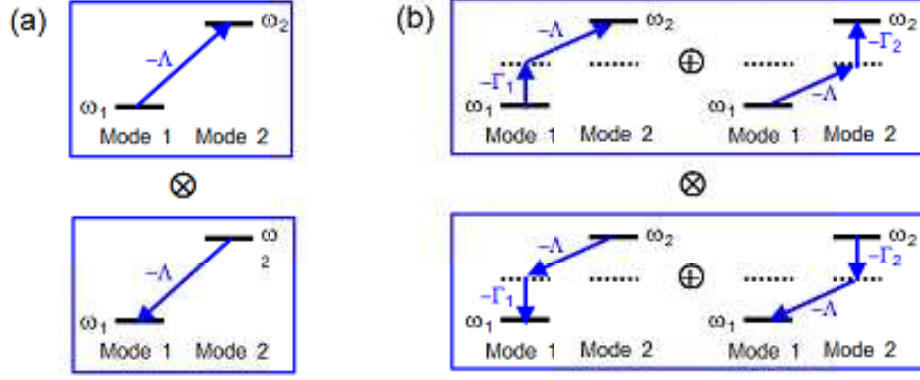 (a)
ω₂
−Λ
ω₁
Mode 1 Mode 2
⊗
ω
2
−Λ
ω₁
Mode 1 Mode 2
(b)
ω₂ ω₂
−Λ −Γ₂
−Γ₁ ⊕ −Λ
ω₁ ω₁
Mode 1 Mode 2 Mode 1 Mode 2
⊗
−Λ ω₂ ω₂
−Γ₂
−Γ₁ ⊕ −Λ
ω₁ ω₁
Mode 1 Mode 2 Mode 1 Mode 2